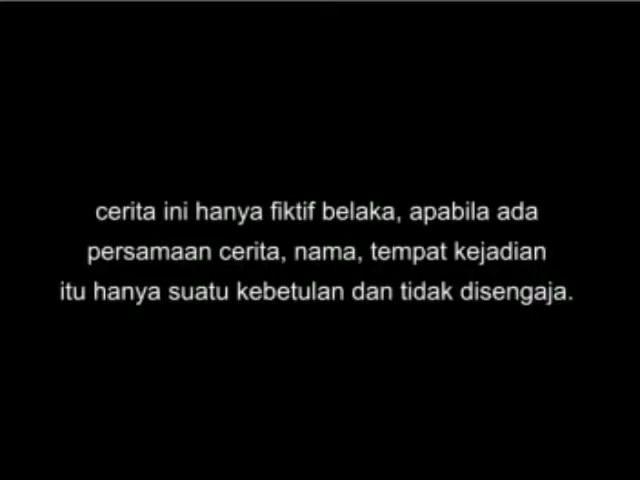 cerita ini hanya fiktif belaka, apabila ada
persamaan cerita, nama, tempat kejadian
itu hanya suatu kebetulan dan tidak disengaja.